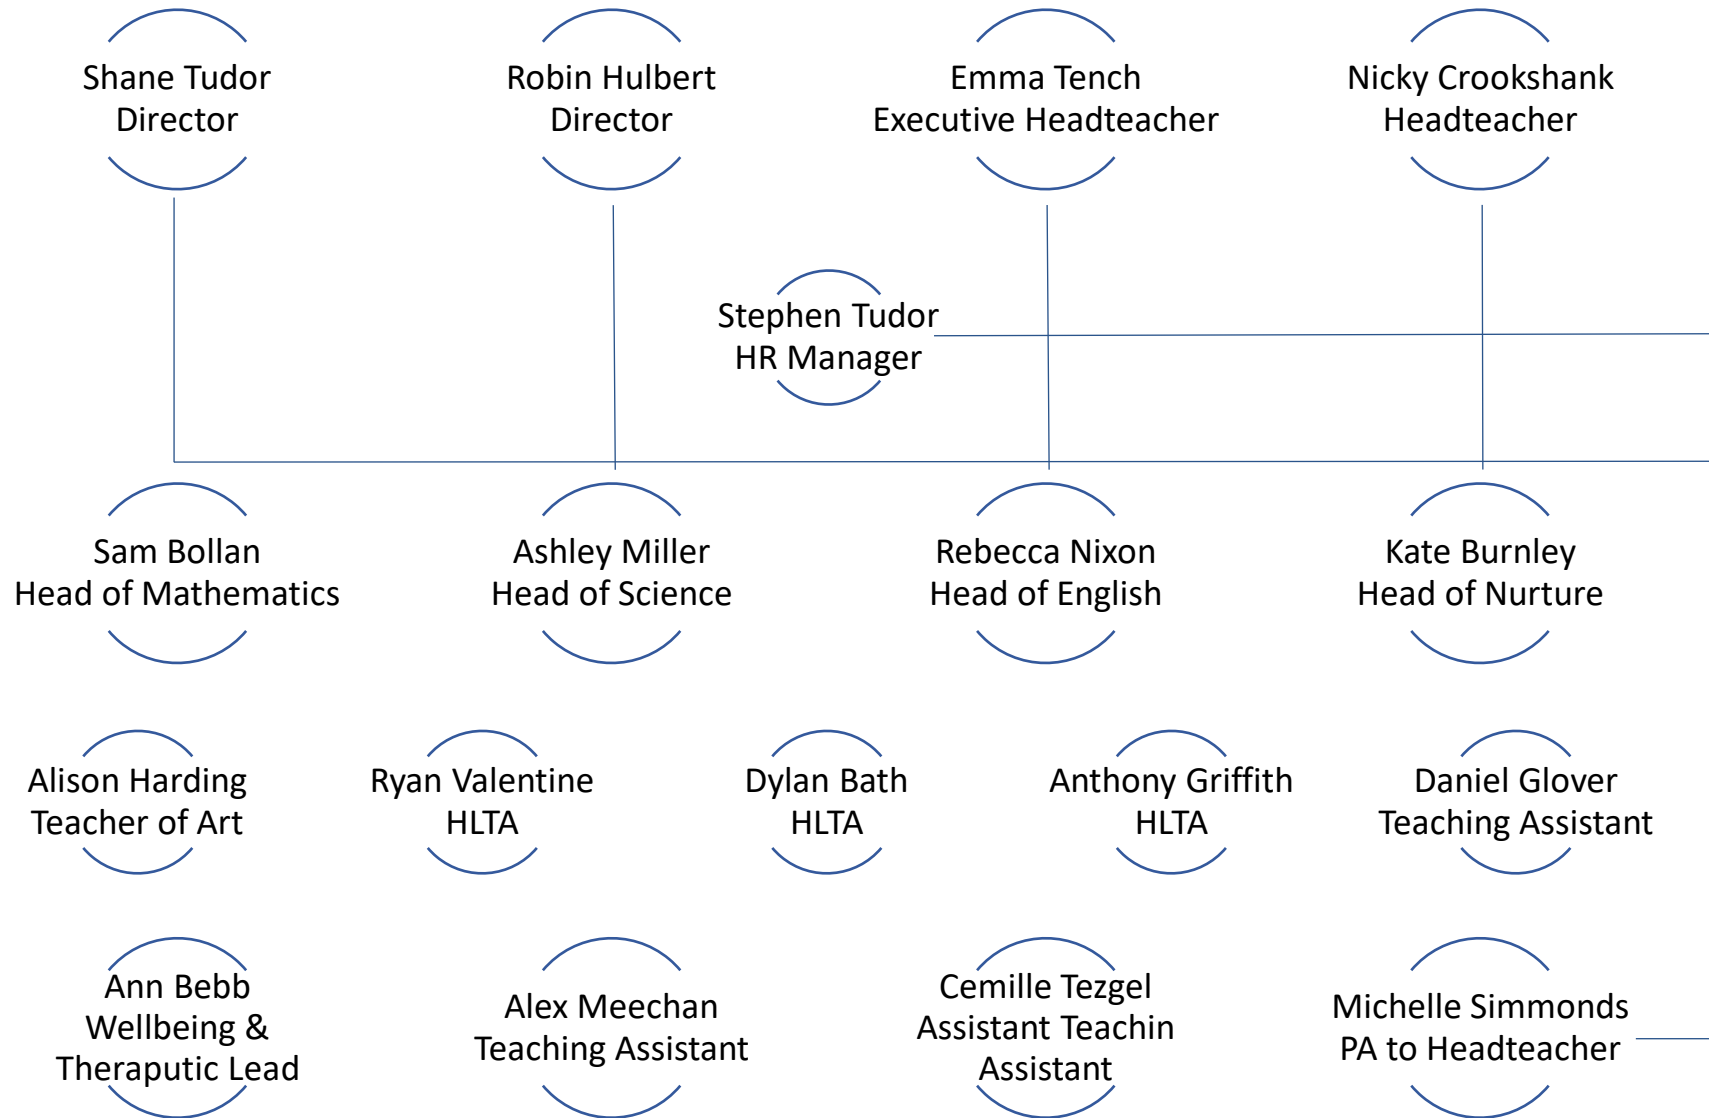 Shane Tudor
Director
Robin Hulbert
Director
Emma Tench
Executive Headteacher
Nicky Crookshank
Headteacher
Stephen Tudor
HR Manager
Sam Bollan
Head of Mathematics
Ashley Miller
Head of Science
Rebecca Nixon
Head of English
Kate Burnley
Head of Nurture
Alison Harding
Teacher of Art
Ryan Valentine
HLTA
Dylan Bath
HLTA
Anthony Griffith
HLTA
Daniel Glover
Teaching Assistant
Ann Bebb
Wellbeing &
Theraputic Lead
Alex Meechan
Teaching Assistant
Cemille Tezgel
Assistant Teachin
Assistant
Michelle Simmonds
PA to Headteacher